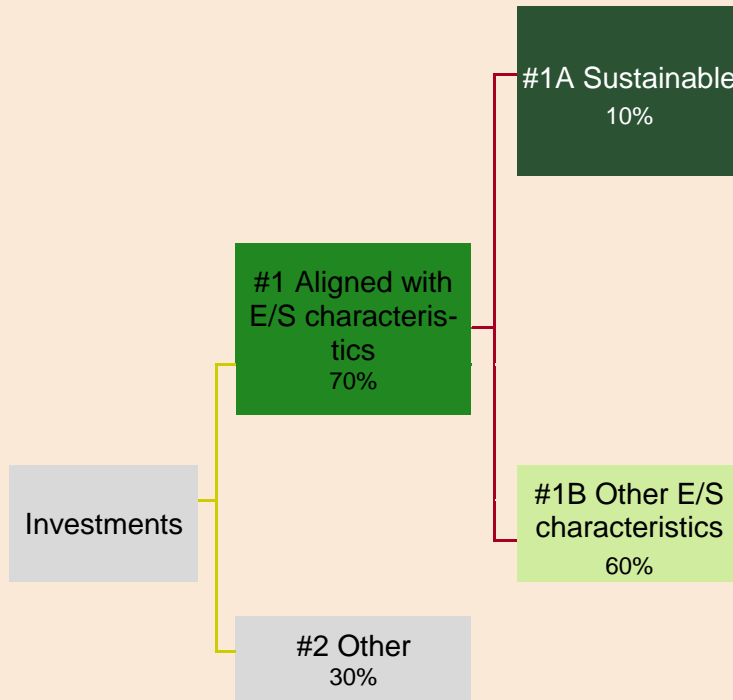 #1A Sustainable
10%
#1 Aligned with
E/S characteris-
tics
70%
Investments
#1B Other E/S
characteristics
60%
#2 Other
30%